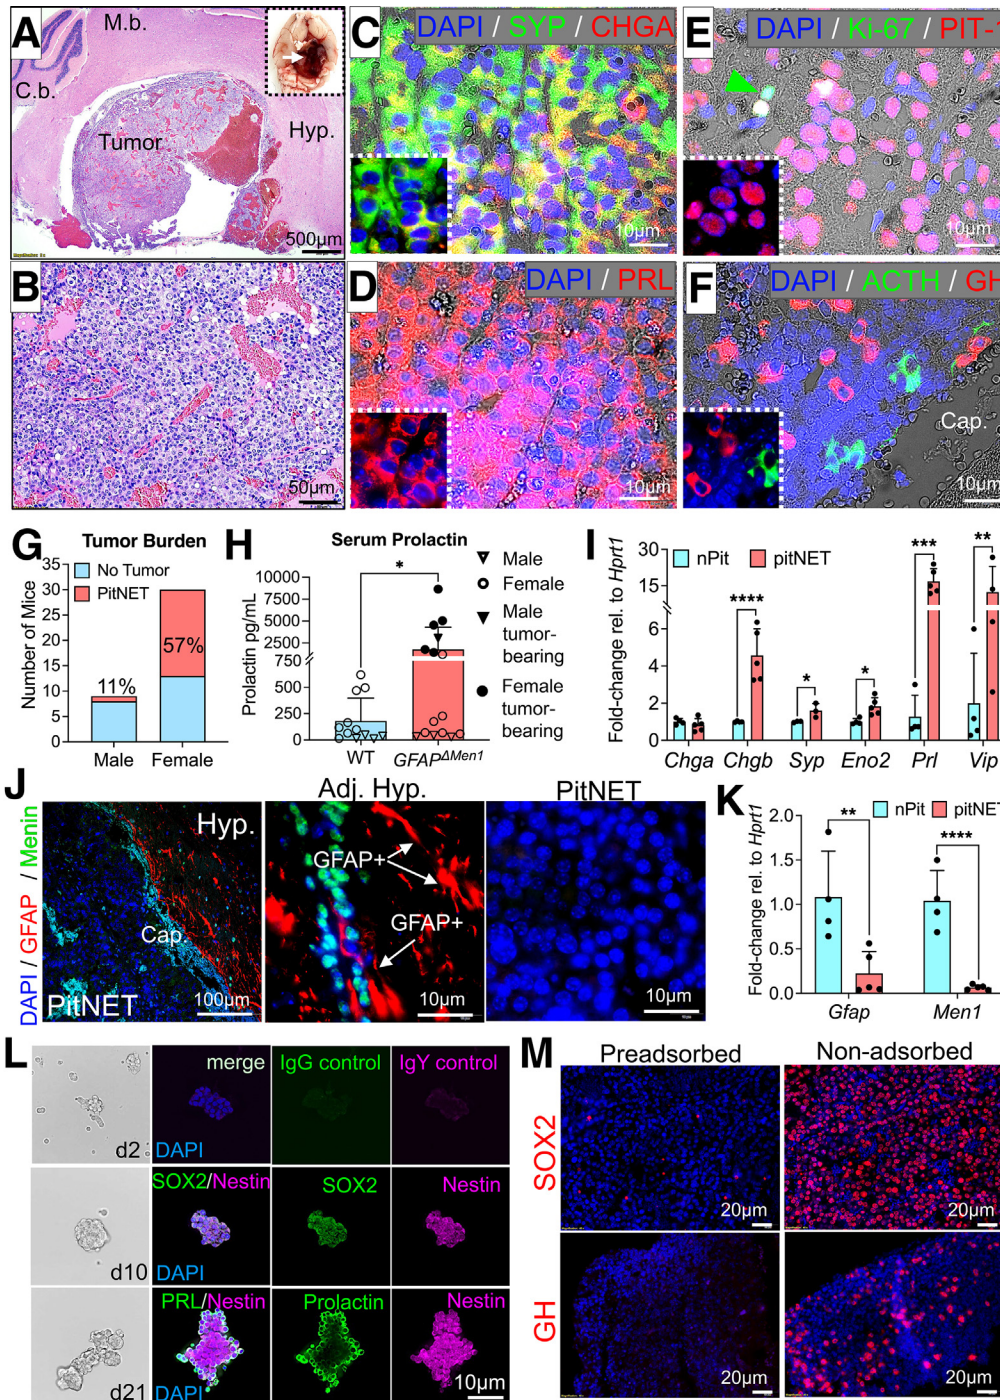 A
M.b.
C.b.
Tumor
Hyp.
500µm
B
50µm
C
DAPI / SYP / CHGA
10µm
D
DAPI / PRL
10µm
E
DAPI / Ki-67 / PIT-
10µm
F
DAPI / ACTH / GH
Cap.
10µm
G
Tumor Burden
No Tumor
PitNET
Number of Mice
35
30
25
20
15
10
5
0
11%
57%
Male
Female
H
Serum Prolactin
*
Prolactin pg/mL
10000
7500
5000
2500
750
500
250
0
WT
GFAPΔMen1
Male
Female
Male
tumor-
bearing
Female
tumor-
bearing
I
nPit
pitNET
Fold-change rel. to Hprt1
30
15
6
4
2
0
****
*
*
***
**
Chga
Chgb
Syp
Eno2
Prl
Vip
J
DAPI / GFAP / Menin
Hyp.
Cap.
PitNET
100µm
Adj. Hyp.
GFAP+
GFAP+
10µm
PitNET
10µm
K
nPit
pitNET
Fold-change rel. to Hprt1
2.0
1.5
1.0
0.5
0.0
**
****
Gfap
Men1
L
d2
merge
DAPI
IgG control
IgY control
d10
SOX2/Nestin
DAPI
SOX2
Nestin
d21
PRL/Nestin
DAPI
Prolactin
Nestin
10µm
M
Preadsorbed
Non-adsorbed
SOX2
20µm
20µm
GH
20µm
20µm